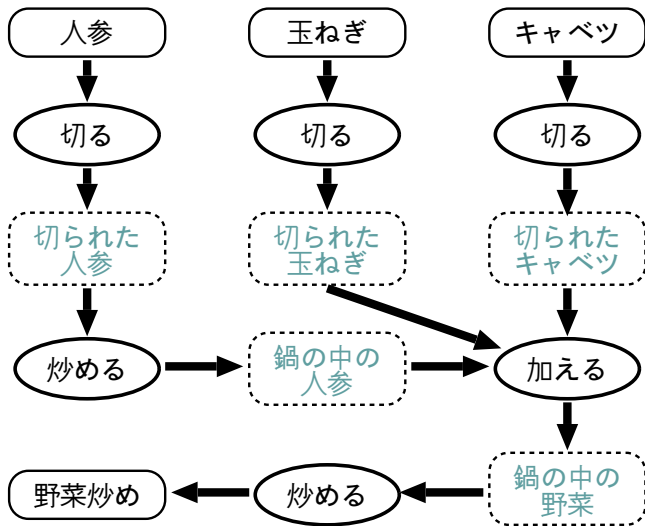 人参
玉ねぎ
キャベツ
切る
切る
切る
切られた
人参
切られた
玉ねぎ
切られた
キャベツ
炒める
鍋の中の
人参
加える
野菜炒め
炒める
鍋の中の
野菜